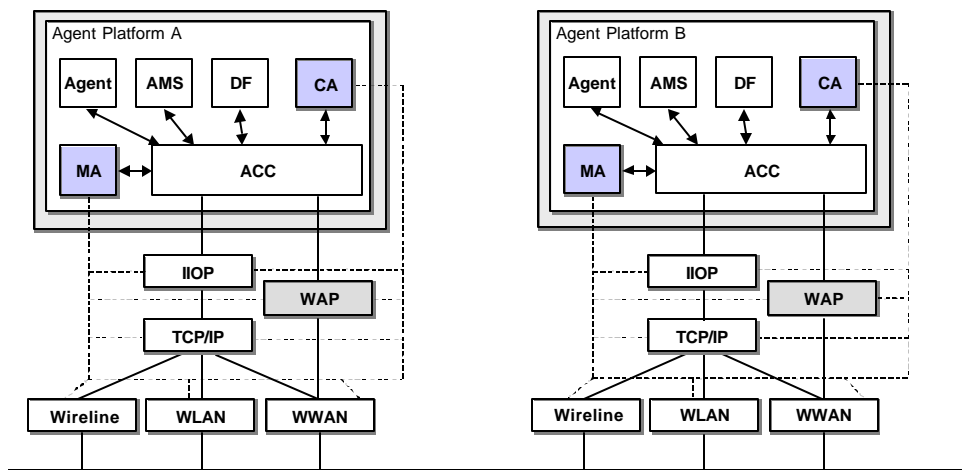 Agent Platform A
Agent
AMS
DF
CA
MA
ACC
IIOP
WAP
TCP/IP
Wireline
WLAN
WWAN
Agent Platform B
Agent
AMS
DF
CA
MA
ACC
IIOP
WAP
TCP/IP
Wireline
WLAN
WWAN